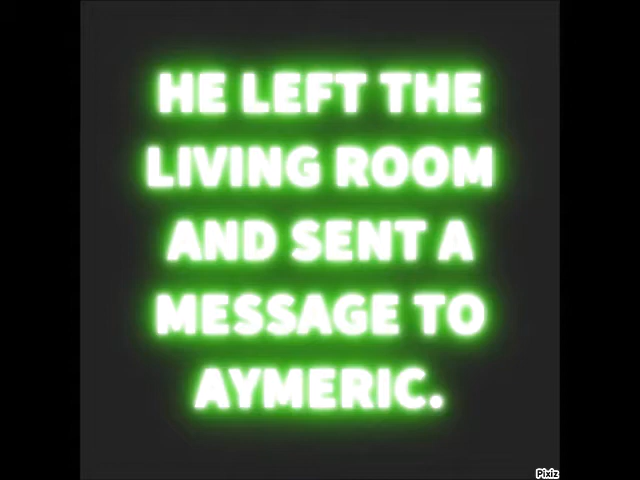 HE LEFT THE
LIVING ROOM
AND SENT A
MESSAGE TO
AYMERIC.
Pixiz